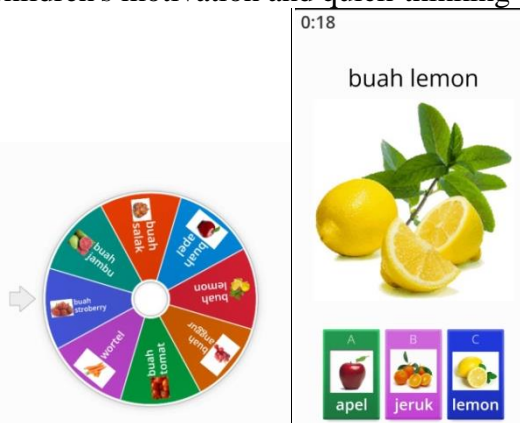 children's motivation and quick thinking
0:18
buah lemon
buah
salak
buah
apel
buah
lemon
buah
anggur
buah
tomat
wortel
buah
stroberry
buah
jambu
A
B
C
apel
jeruk
lemon